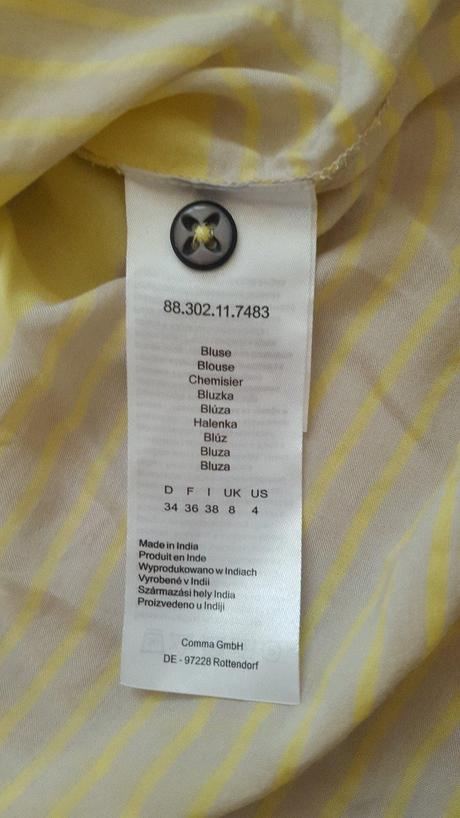 88.302.11.7483
Bluse
Blouse
Chemisier
Bluzka
Blúza
Halenka
Blúz
Bluza
Bluza
D F I UK US
34 36 38 8 4
Made in India
Produit en Inde
Wyprodukowano w Indiach
Vyrobené v Indii
Származási hely India
Proizvedeno u Indiji
Comma GmbH
DE - 97228 Rottendorf